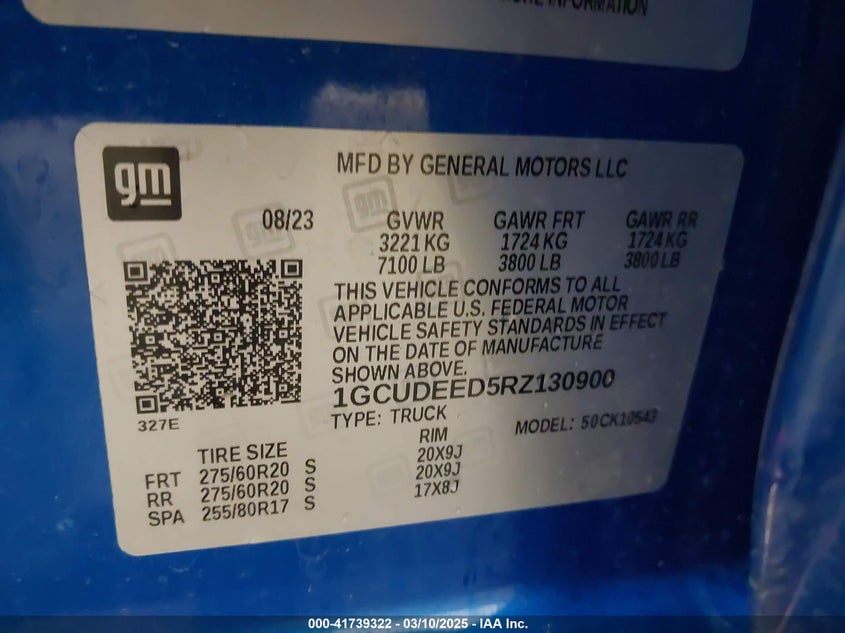 MORE INFORMATION
gm
MFD BY GENERAL MOTORS LLC
08/23
GVWR GAWR FRT GAWR RR
3221 KG 1724 KG 1724 KG
7100 LB 3800 LB 3800 LB
THIS VEHICLE CONFORMS TO ALL
APPLICABLE U.S. FEDERAL MOTOR
VEHICLE SAFETY STANDARDS IN EFFECT
ON THE DATE OF MANUFACTURE
SHOWN ABOVE.
1GCUDEED5RZ130900
TYPE: TRUCK MODEL: 50CK10543
327E
TIRE SIZE RIM
FRT 275/60R20 S 20X9J
RR 275/60R20 S 20X9J
SPA 255/80R17 S 17X8J
000-41739322 — 03/10/2025 — IAA Inc.